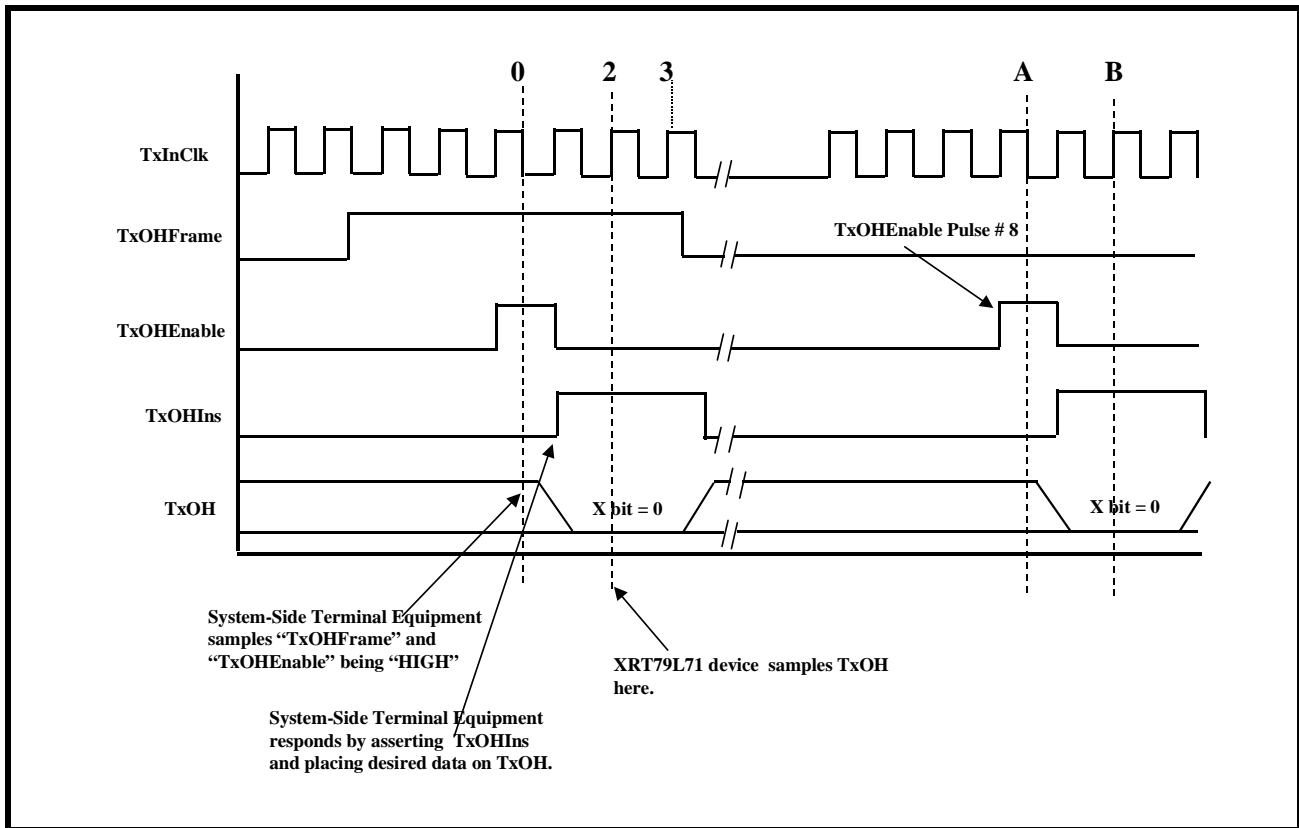 0 2 3 A B
TxInClk
TxOHFrame
TxOHEnable Pulse # 8
TxOHEnable
TxOHIns
TxOH
X bit = 0 X bit = 0
System-Side Terminal Equipment
samples “TxOHFrame” and
“TxOHEnable” being “HIGH”
XRT79L71 device samples TxOH
here.
System-Side Terminal Equipment
responds by asserting TxOHIns
and placing desired data on TxOH.